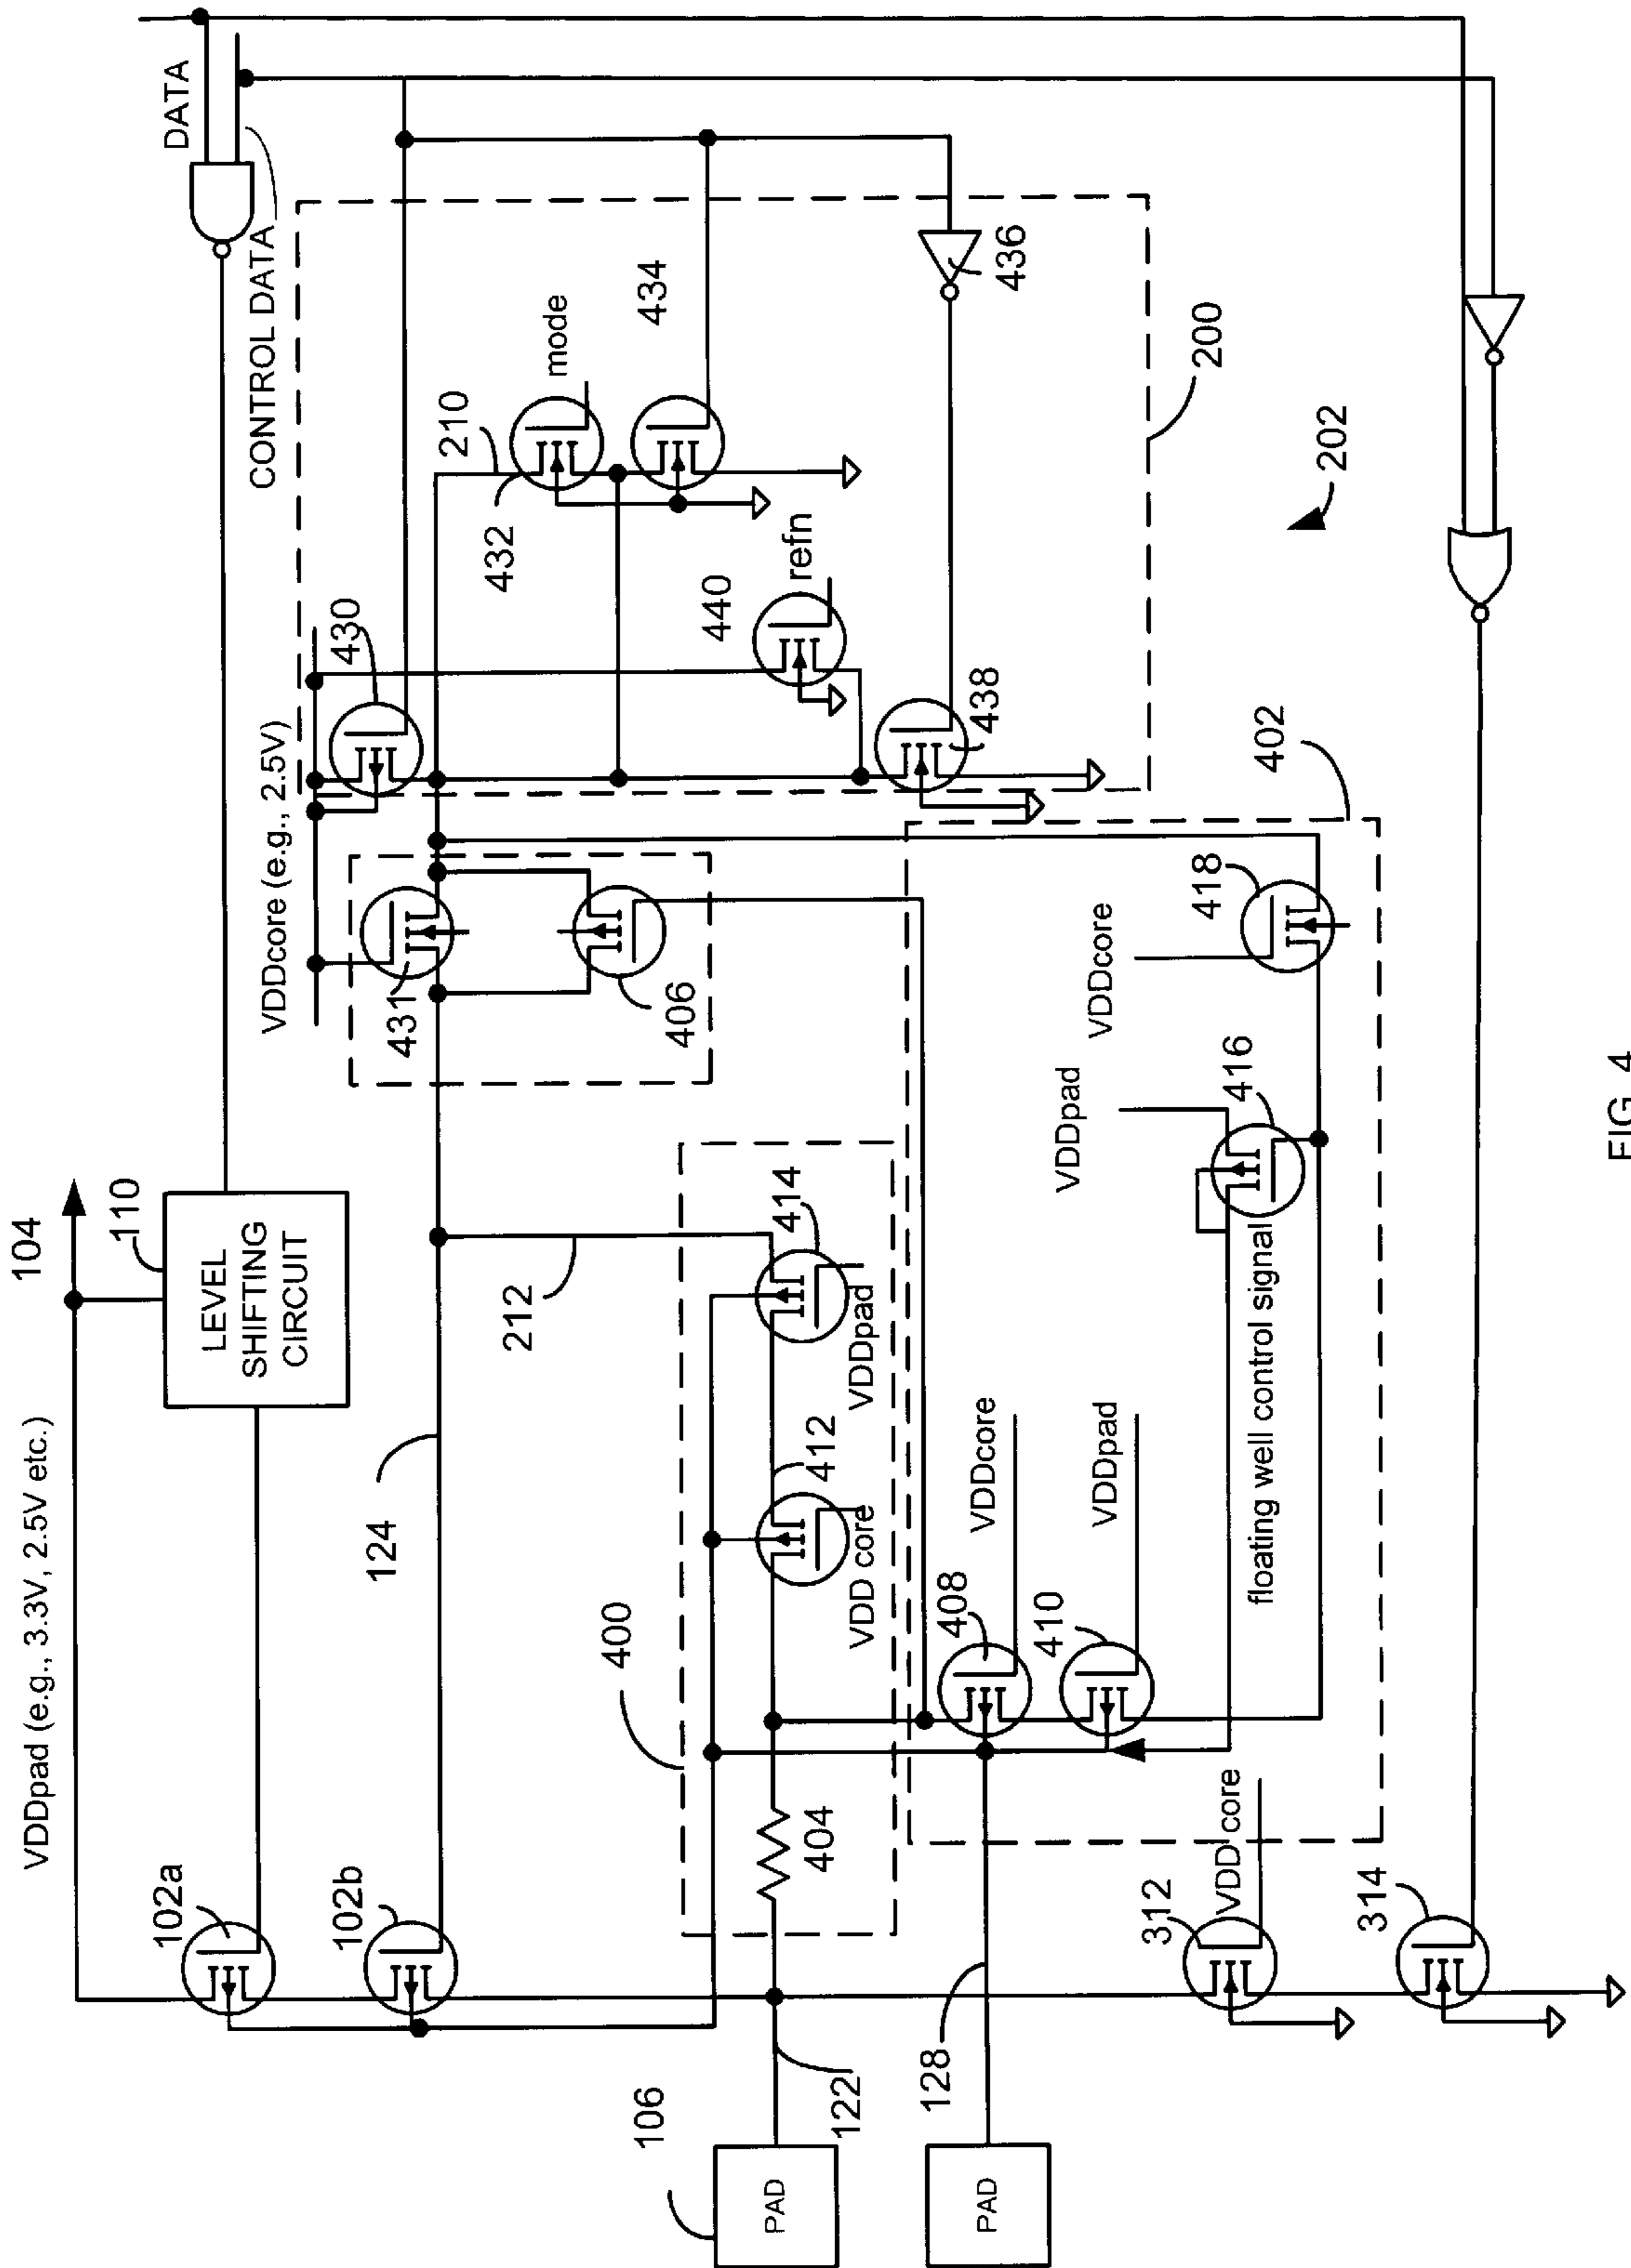 VDDpad (e.g., 3.3V, 2.5V etc.)
104
110
LEVEL
SHIFTING
CIRCUIT
DATA
CONTROL DATA
102a
102b
124
VDDcore (e.g., 2.5V)
430
431
406
432
210
mode
434
440
refn
436
438
200
202
212
400
404
412
414
VDD core
VDDpad
402
408
VDDcore
410
VDDpad
VDDpad
416
VDDcore
418
floating well control signal
106
PAD
122
128
PAD
312
VDD core
314
FIG. 4